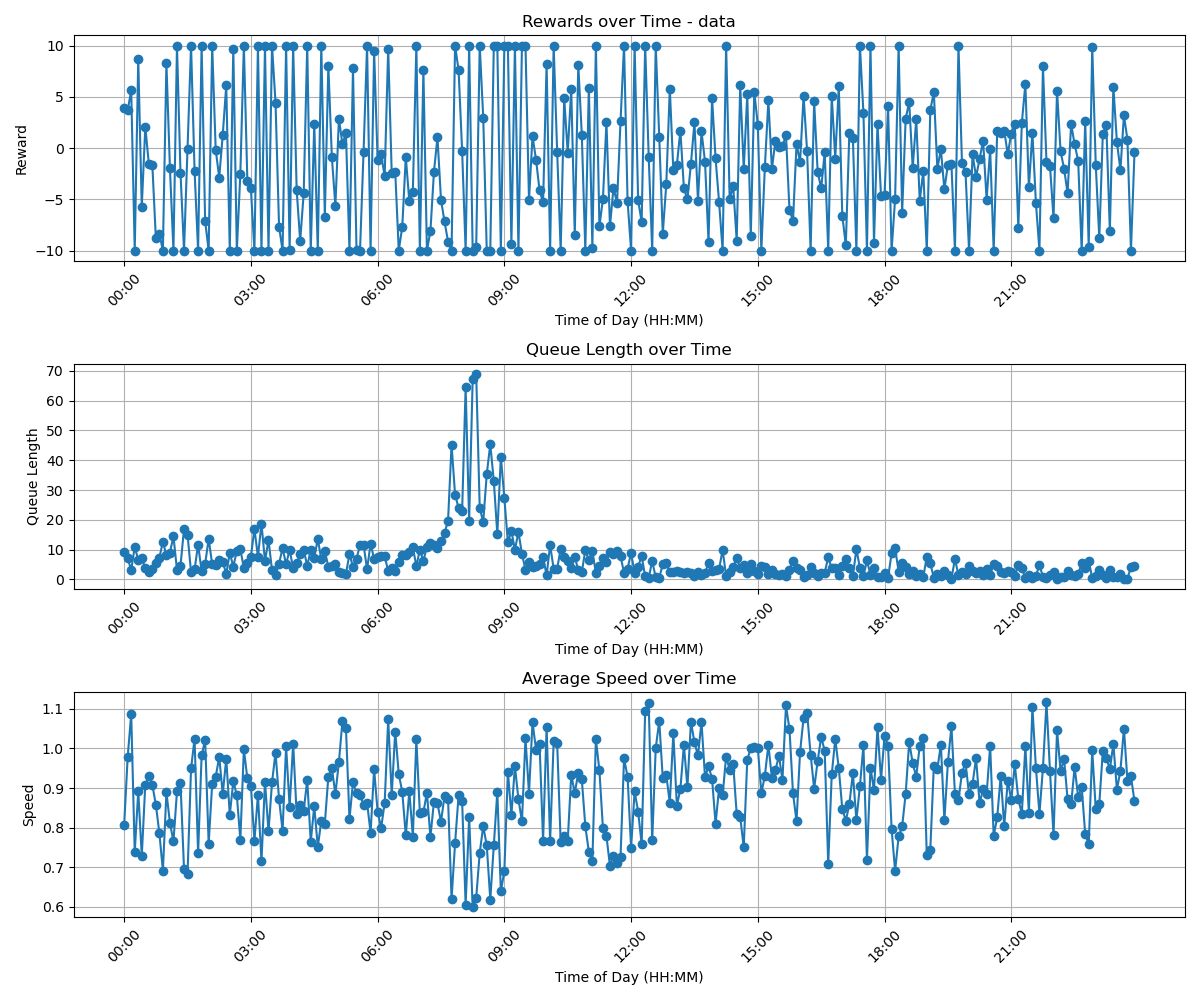 Rewards over Time - data
Reward
10
5
0
−5
−10
00:00 03:00 06:00 09:00 12:00 15:00 18:00 21:00
Time of Day (HH:MM)
Queue Length over Time
Queue Length
70
60
50
40
30
20
10
0
00:00 03:00 06:00 09:00 12:00 15:00 18:00 21:00
Time of Day (HH:MM)
Average Speed over Time
Speed
1.1
1.0
0.9
0.8
0.7
0.6
00:00 03:00 06:00 09:00 12:00 15:00 18:00 21:00
Time of Day (HH:MM)